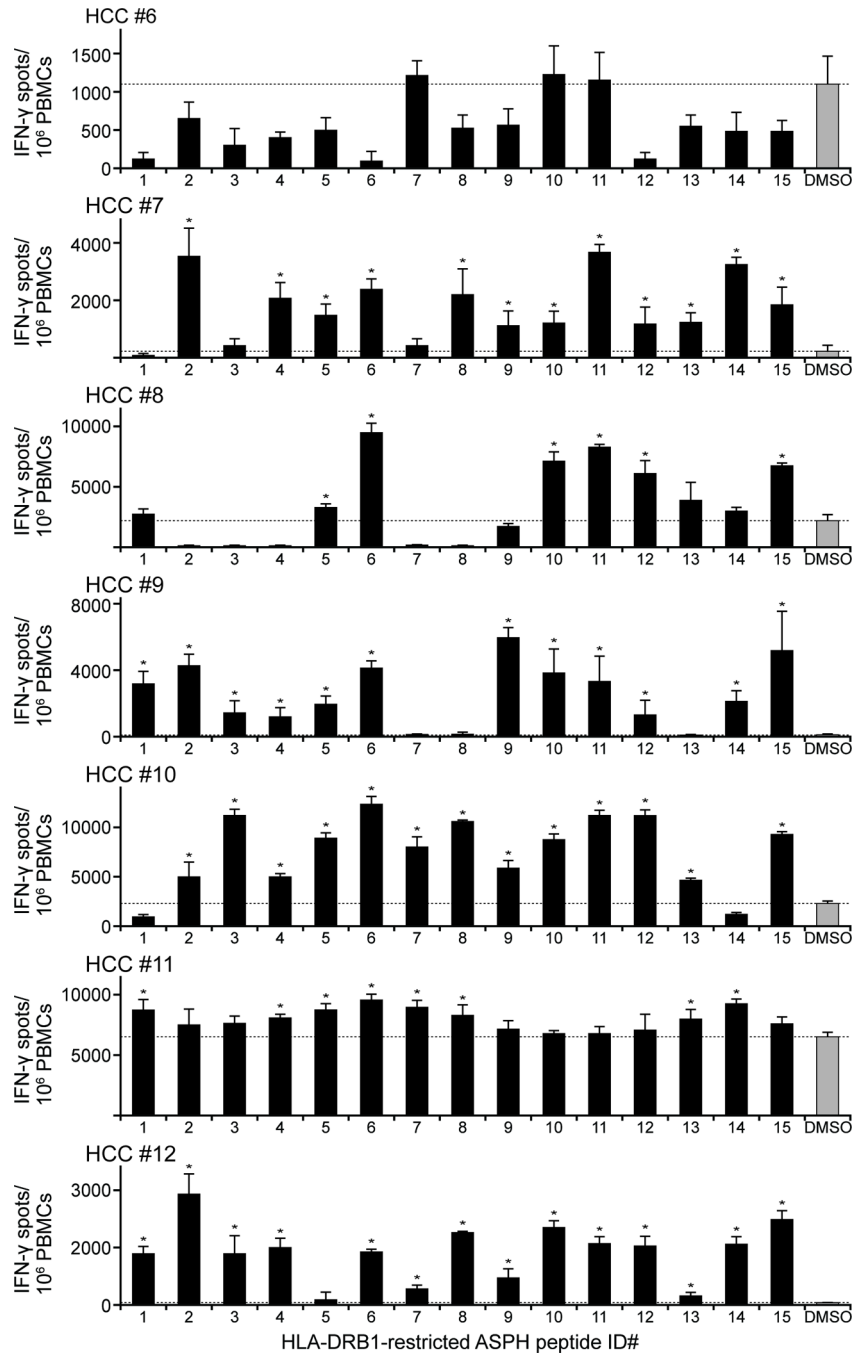 HCC #6
IFN-γ spots/
10⁶ PBMCs
1500
1000
500
0
1 2 3 4 5 6 7 8 9 10 11 12 13 14 15 DMSO
HCC #7
IFN-γ spots/
10⁶ PBMCs
4000
2000
* * * * * * * * * * * *
1 2 3 4 5 6 7 8 9 10 11 12 13 14 15 DMSO
HCC #8
IFN-γ spots/
10⁶ PBMCs
10000
5000
0
* * * * * *
1 2 3 4 5 6 7 8 9 10 11 12 13 14 15 DMSO
HCC #9
IFN-γ spots/
10⁶ PBMCs
8000
4000
0
* * * * * * * * * * * *
1 2 3 4 5 6 7 8 9 10 11 12 13 14 15 DMSO
HCC #10
IFN-γ spots/
10⁶ PBMCs
10000
5000
0
* * * * * * * * * * * * *
1 2 3 4 5 6 7 8 9 10 11 12 13 14 15 DMSO
HCC #11
IFN-γ spots/
10⁶ PBMCs
10000
5000
* * * * * * * *
1 2 3 4 5 6 7 8 9 10 11 12 13 14 15 DMSO
HCC #12
IFN-γ spots/
10⁶ PBMCs
3000
2000
0
* * * * * * * * * * * * * *
1 2 3 4 5 6 7 8 9 10 11 12 13 14 15 DMSO
HLA-DRB1-restricted ASPH peptide ID#